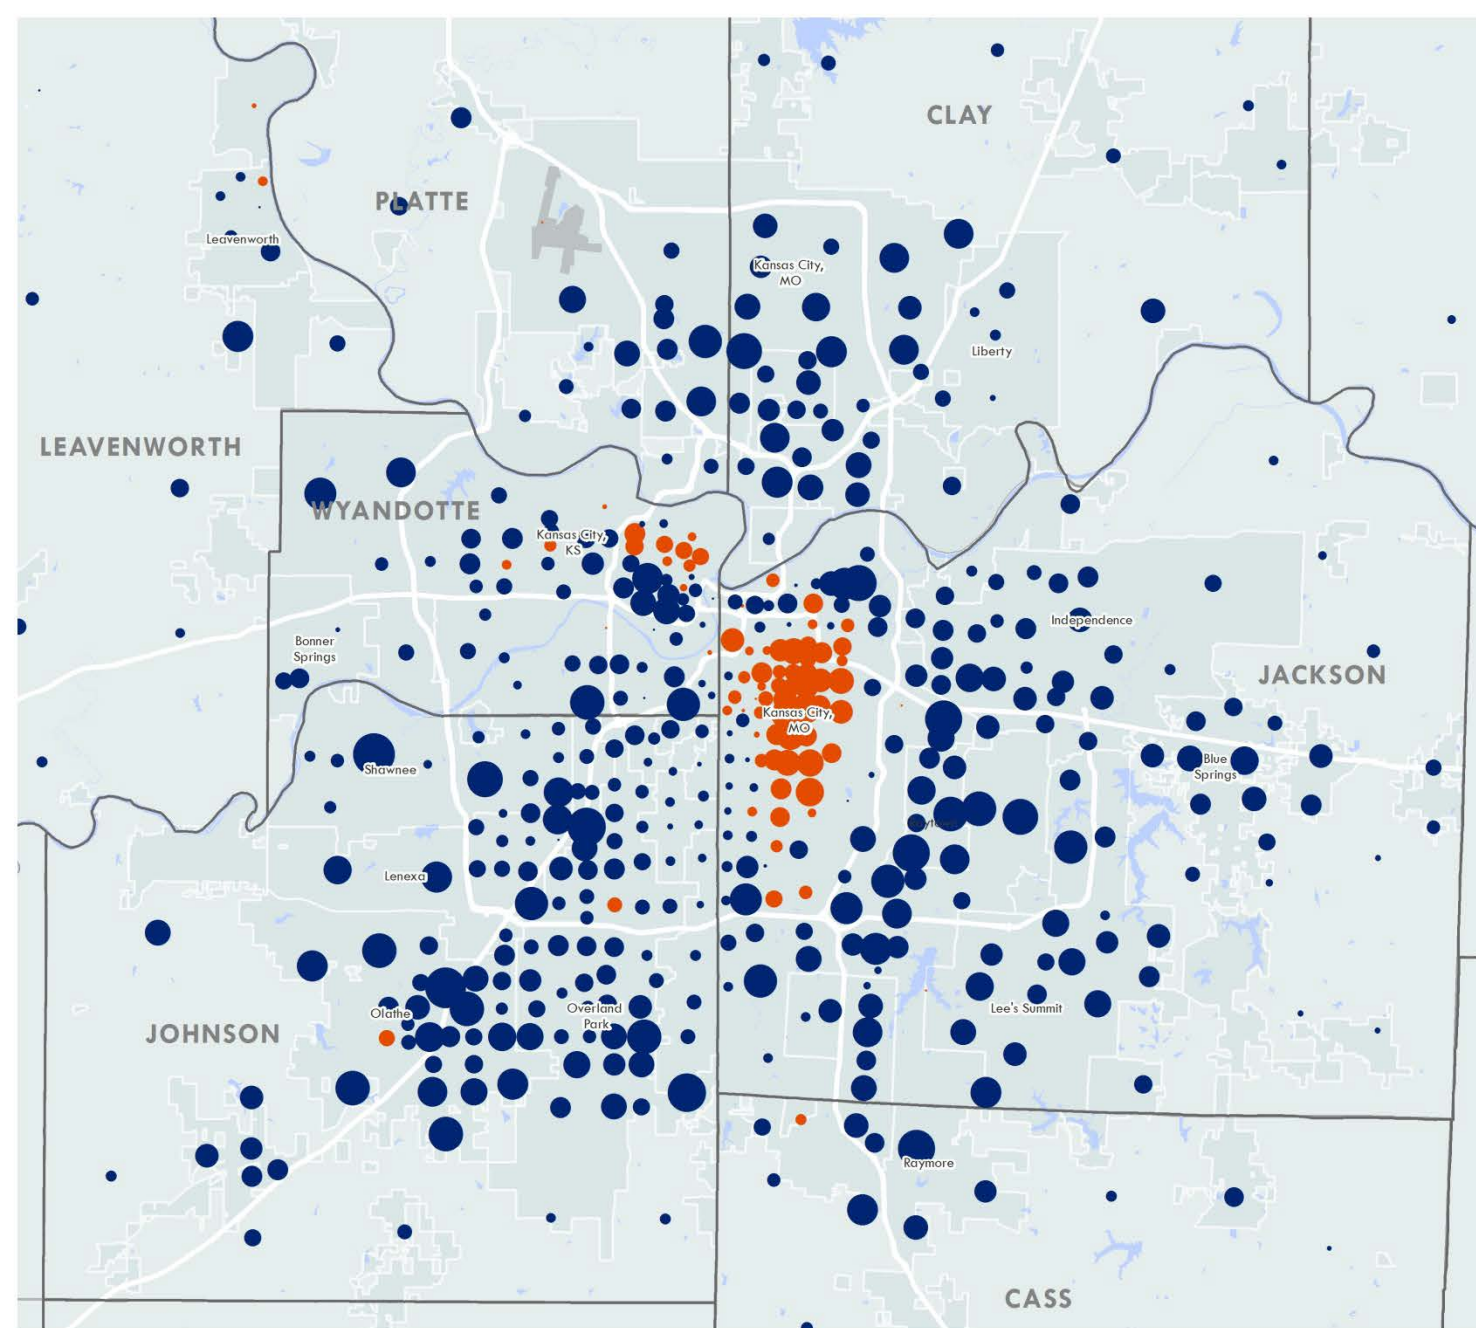 CLAY
PLATTE
Leavenworth
Kansas City,
MO
Liberty
LEAVENWORTH
WYANDOTTE
Kansas City,
KS
Independence
Bonner
Springs
JACKSON
Kansas City,
MO
Shawnee
Blue
Springs
Raytown
Lenexa
Olathe
Overland
Park
Lee's Summit
JOHNSON
Raymore
CASS